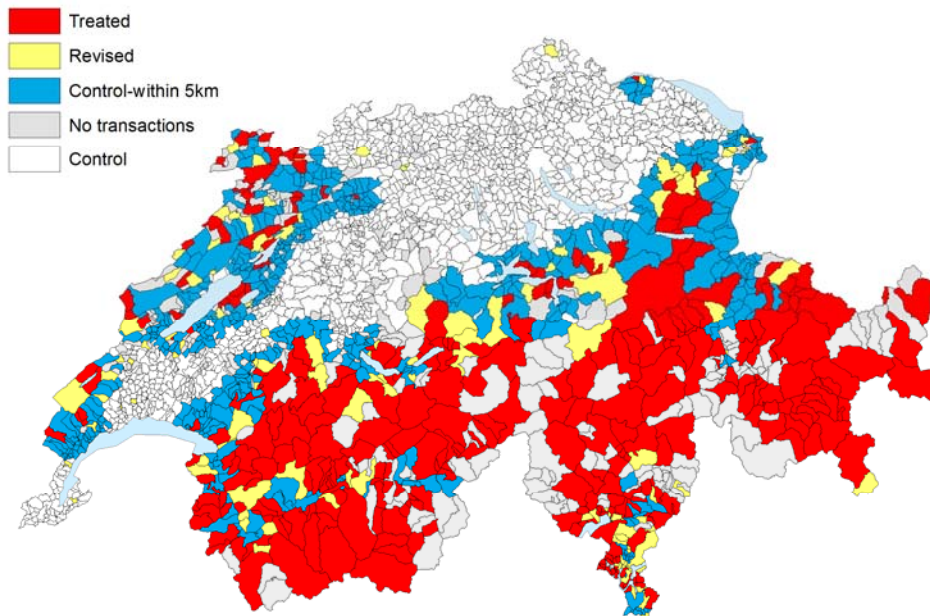 Treated
Revised
Control-within 5km
No transactions
Control